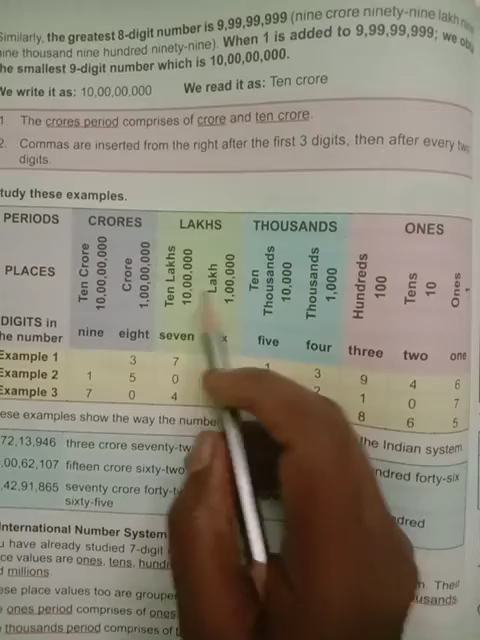 Similarly, the greatest 8-digit number is 9,99,99,999 (nine crore ninety-nine lakh
nine thousand nine hundred ninety-nine). When 1 is added to 9,99,99,999; we
the smallest 9-digit number which is 10,00,00,000.
We write it as: 10,00,00,000 We read it as: Ten crore
1. The crores period comprises of crore and ten crore.
2. Commas are inserted from the right after the first 3 digits, then after every
digits.
tudy these examples.
PERIODS CRORES LAKHS THOUSANDS ONES
PLACES Ten Crore 10,00,00,000 Crore 1,00,00,000 Ten Lakhs 10,00,000 Lakh 1,00,000 Ten Thousands 10,000 Thousands 1,000 Hundreds 100 Tens 10 Ones 1
DIGITS in
the number nine eight seven x five four three two one
Example 1 3 7 1 3 9 4 6
Example 2 1 5 0 2 1 0 7
Example 3 7 0 4 8 6 5
ese examples show the way the numbe the Indian system
72,13,946 three crore seventy-tw ndred forty-six
,00,62,107 fifteen crore sixty-two
,42,91,865 seventy crore forty-t dred
sixty-five
International Number System
u have already studied 7-digit
ce values are ones, tens, hundr
d millions.
ese place values too are groupe
ones period comprises of ones
thousands period comprises of t
usands